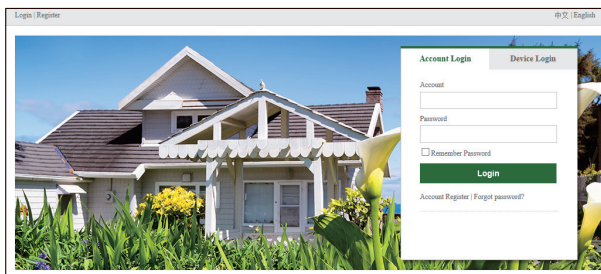 Login | Register
中文 | English
Account Login
Device Login
Account
Password
Remember Password
Login
Account Register | Forgot password?